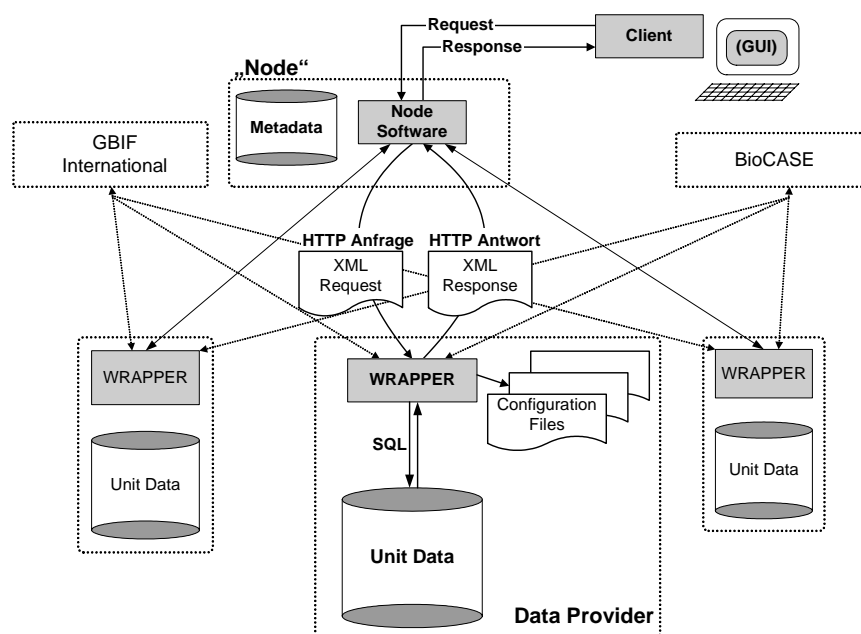 Request
Response
Client
(GUI)
„Node“
Metadata
Node
Software
GBIF
International
BioCASE
HTTP Anfrage
HTTP Antwort
XML
Request
XML
Response
WRAPPER
Unit Data
WRAPPER
Configuration
Files
SQL
Unit Data
Data Provider
WRAPPER
Unit Data